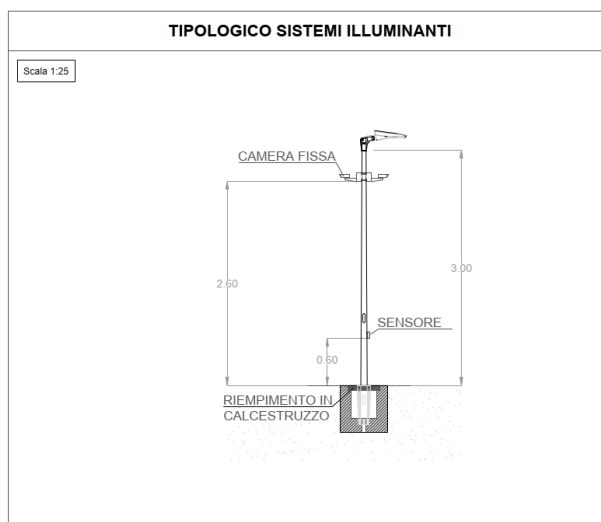 TIPOLOGICO SISTEMI ILLUMINANTI
Scala 1:25
CAMERA FISSA
2.60
3.00
SENSORE
0.60
RIEMPIMENTO IN
CALCESTRUZZO